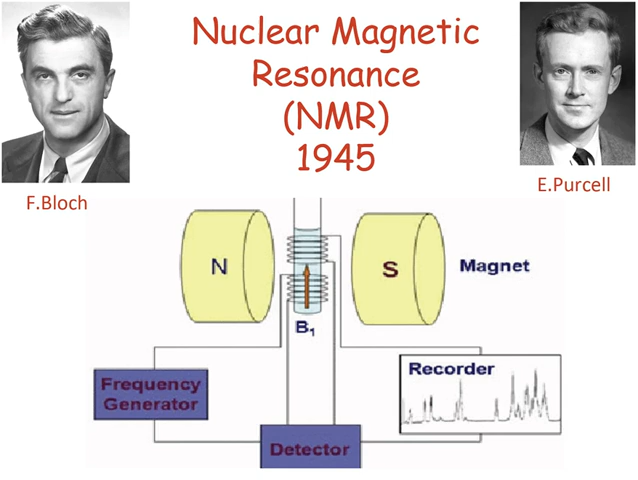 Nuclear Magnetic
Resonance
(NMR)
1945
F.Bloch
E.Purcell
N
S
Magnet
B₁
Frequency
Generator
Recorder
Detector